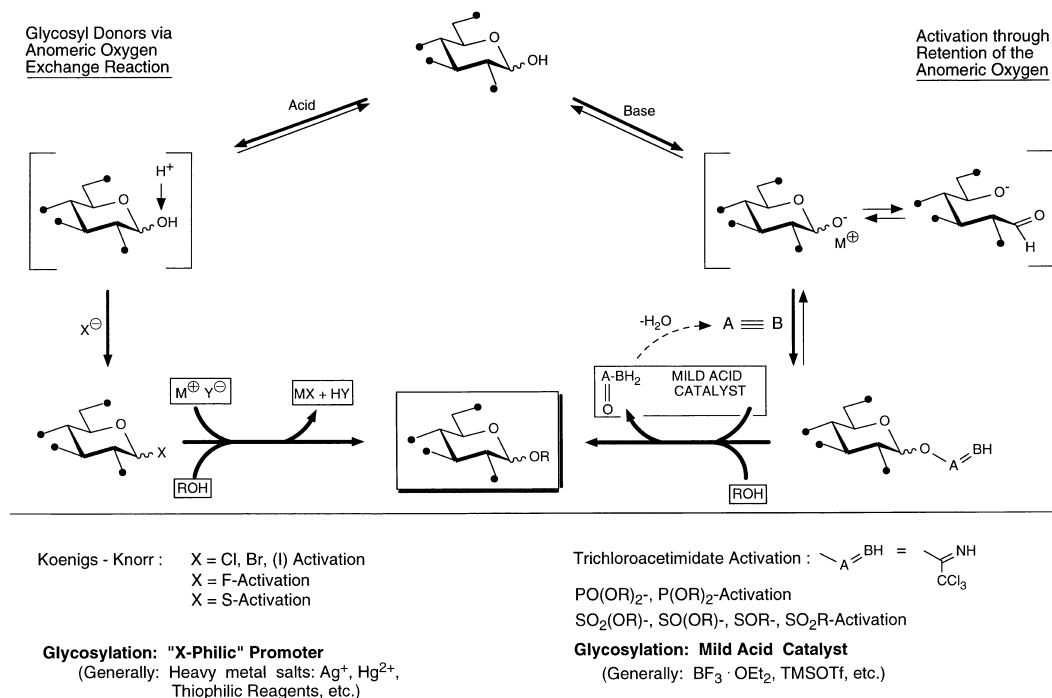 Glycosyl Donors via
Anomeric Oxygen
Exchange Reaction
O
OH
Activation through
Retention of the
Anomeric Oxygen
Acid
Base
H⁺
O
OH
O
O⁻
M⊕
O⁻
O
H
X⊖
-H₂O
A ≡ B
M⊕ Y⊖
MX + HY
A-BH₂
O
MILD ACID
CATALYST
O
X
O
OR
O
O
A=BH
ROH
ROH
Koenigs - Knorr : X = Cl, Br, (I) Activation
X = F-Activation
X = S-Activation
Glycosylation: "X-Philic" Promoter
(Generally: Heavy metal salts: Ag⁺, Hg²⁺,
Thiophilic Reagents, etc.)
Trichloroacetimidate Activation : A=BH = NH
CCl₃
PO(OR)₂-, P(OR)₂-Activation
SO₂(OR)-, SO(OR)-, SOR-, SO₂R-Activation
Glycosylation: Mild Acid Catalyst
(Generally: BF₃ · OEt₂, TMSOTf, etc.)